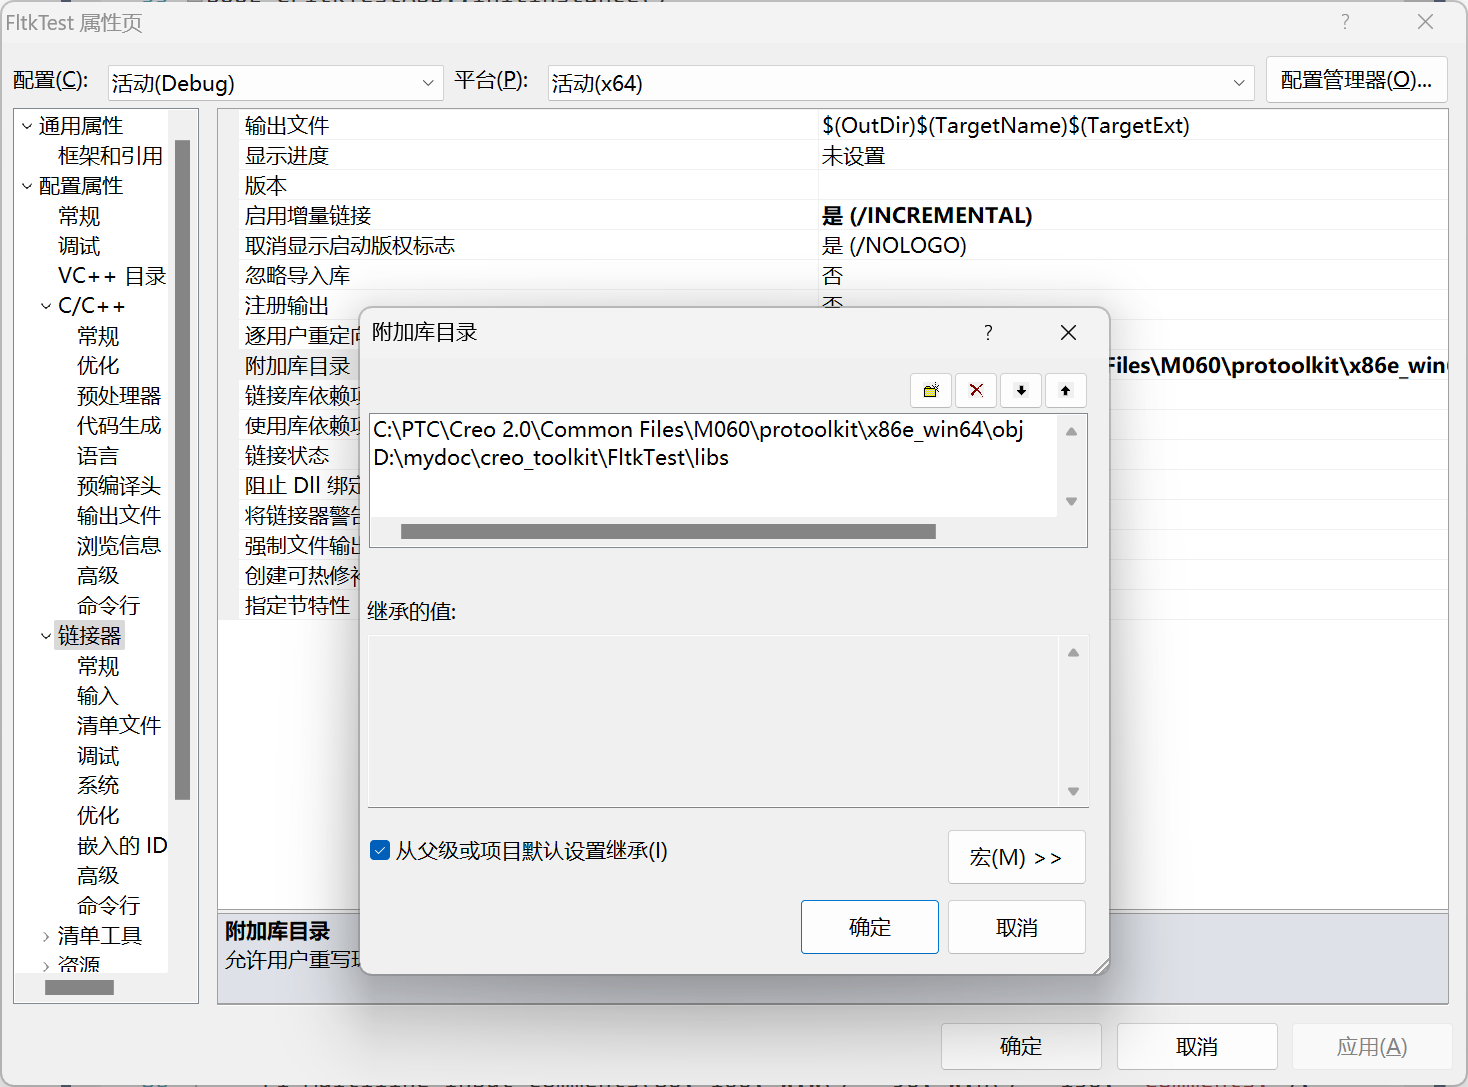 FltkTest 属性页
?
配置(C):
活动(Debug)
平台(P):
活动(x64)
配置管理器(O)...
通用属性
框架和引用
配置属性
常规
调试
VC++ 目录
C/C++
常规
优化
预处理器
代码生成
语言
预编译头
输出文件
浏览信息
高级
命令行
链接器
常规
输入
清单文件
调试
系统
优化
嵌入的 ID
高级
命令行
清单工具
资源
输出文件 $(OutDir)$(TargetName)$(TargetExt)
显示进度 未设置
版本
启用增量链接 是 (/INCREMENTAL)
取消显示启动版权标志 是 (/NOLOGO)
忽略导入库 否
注册输出 否
逐用户重定向
附加库目录 Files\M060\protoolkit\x86e_win
链接库依赖项
使用库依赖项
链接状态
阻止 Dll 绑定
将链接器警告
强制文件输出
创建可热修补
指定节特性
附加库目录
?
C:\PTC\Creo 2.0\Common Files\M060\protoolkit\x86e_win64\obj
D:\mydoc\creo_toolkit\FltkTest\libs
继承的值:
从父级或项目默认设置继承(I)
宏(M) >>
确定
取消
附加库目录
允许用户重写环
确定
取消
应用(A)